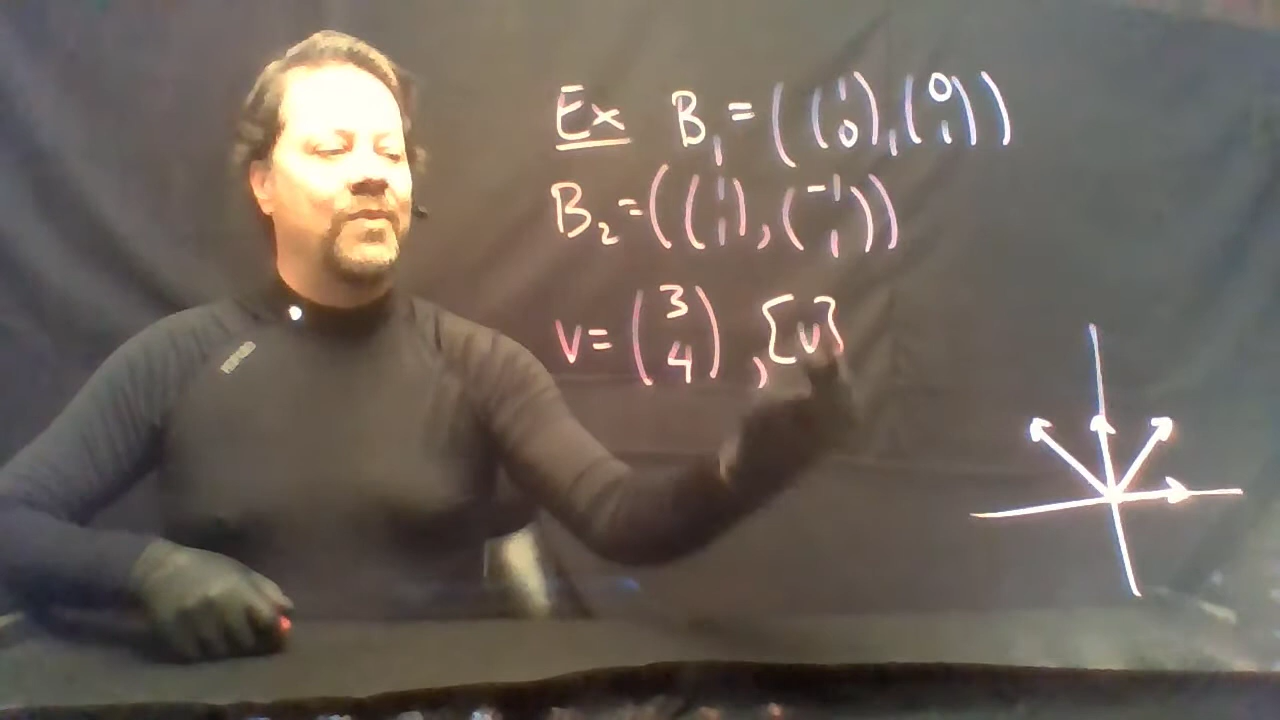 Ex B₁ = ( (1 0), (0 1) )
B₂ = ( (1 1), (-1 1) )
v = (3 4), [v]